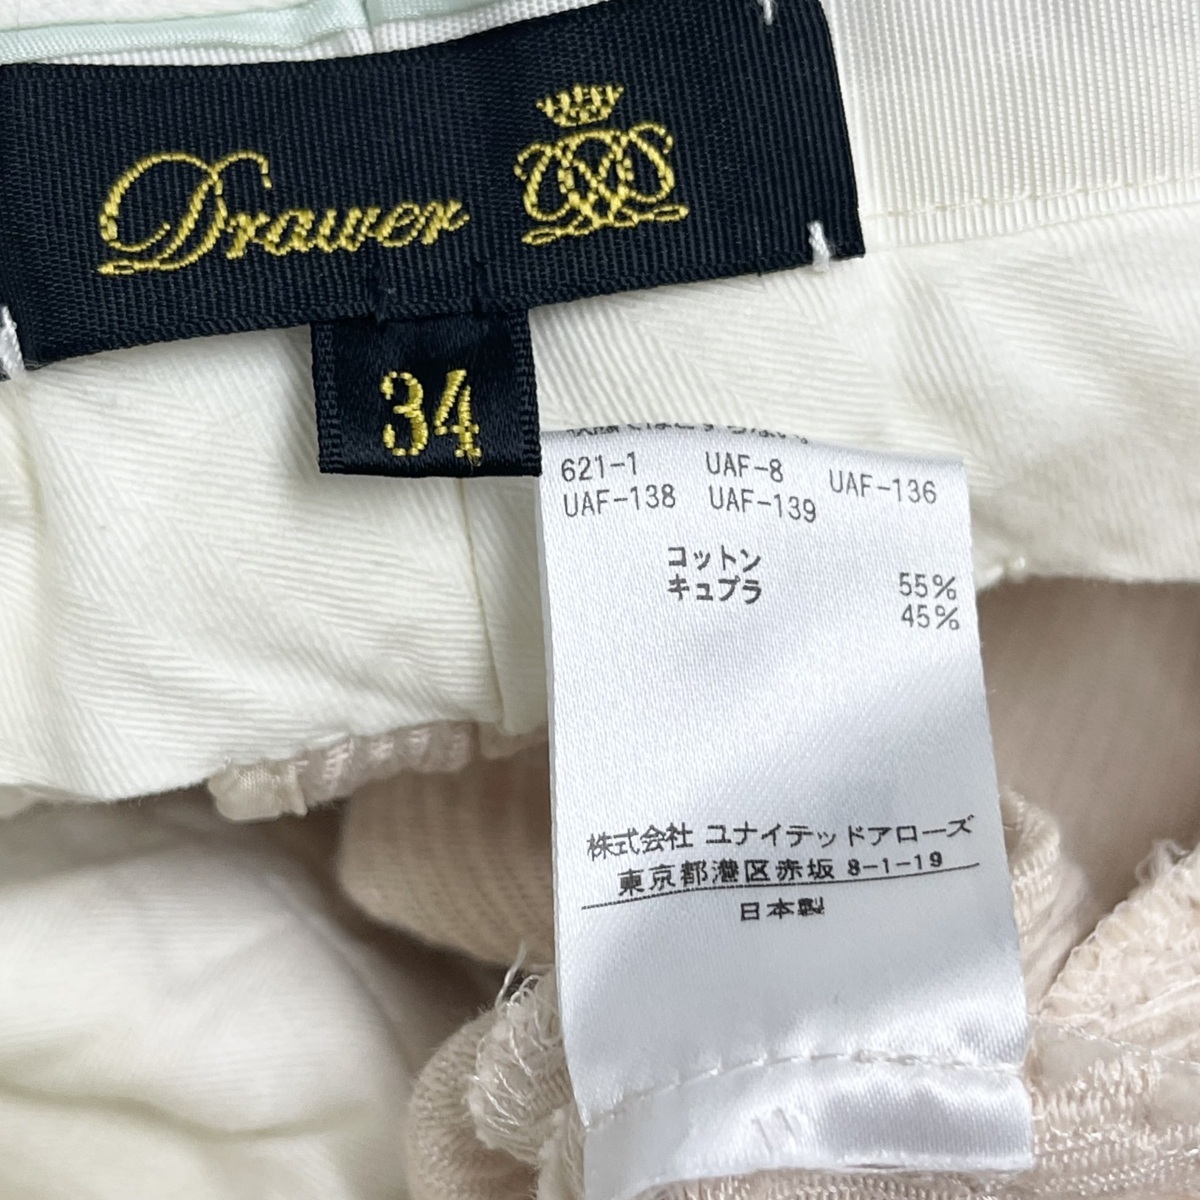 Drawer
34
621-1 UAF-8 UAF-136
UAF-138 UAF-139
コットン 55%
キュプラ 45%
株式会社 ユナイテッドアローズ
東京都港区赤坂 8-1-19
日本製